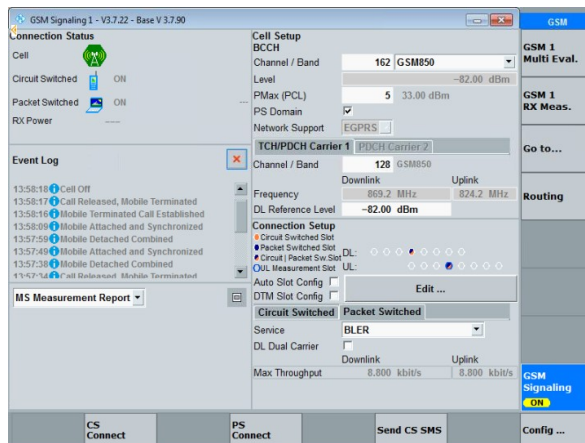 GSM Signaling 1 - V3.7.22 - Base V 3.7.90
GSM
Connection Status
Cell
Circuit Switched ON
Packet Switched ON ---
RX Power ----
Event Log
13:58:18 Cell Off
13:58:17 Call Released, Mobile Terminated
13:58:16 Mobile Terminated Call Established
13:58:09 Mobile Attached and Synchronized
13:57:59 Mobile Detached Combined
13:57:49 Mobile Attached and Synchronized
13:57:38 Mobile Detached Combined
13:57:34 Call Released, Mobile Terminated
MS Measurement Report
Cell Setup
BCCH
Channel / Band 162 GSM850
Level -82.00 dBm
PMax (PCL) 5 33.00 dBm
PS Domain
Network Support EGPRS
TCH/PDCH Carrier 1 PDCH Carrier 2
Channel / Band 128 GSM850
Downlink Uplink
Frequency 869.2 MHz 824.2 MHz
DL Reference Level -82.00 dBm
Connection Setup
Circuit Switched Slot
Packet Switched Slot
Circuit | Packet Sw.Slot DL:
UL Measurement Slot UL:
Auto Slot Config
DTM Slot Config
Edit ...
Circuit Switched Packet Switched
Service BLER
DL Dual Carrier
Downlink Uplink
Max Throughput 8.800 kbit/s 8.800 kbit/s
GSM 1
Multi Eval.
GSM 1
RX Meas.
Go to...
Routing
GSM
Signaling
ON
CS
Connect
PS
Connect
Send CS SMS
Config ...